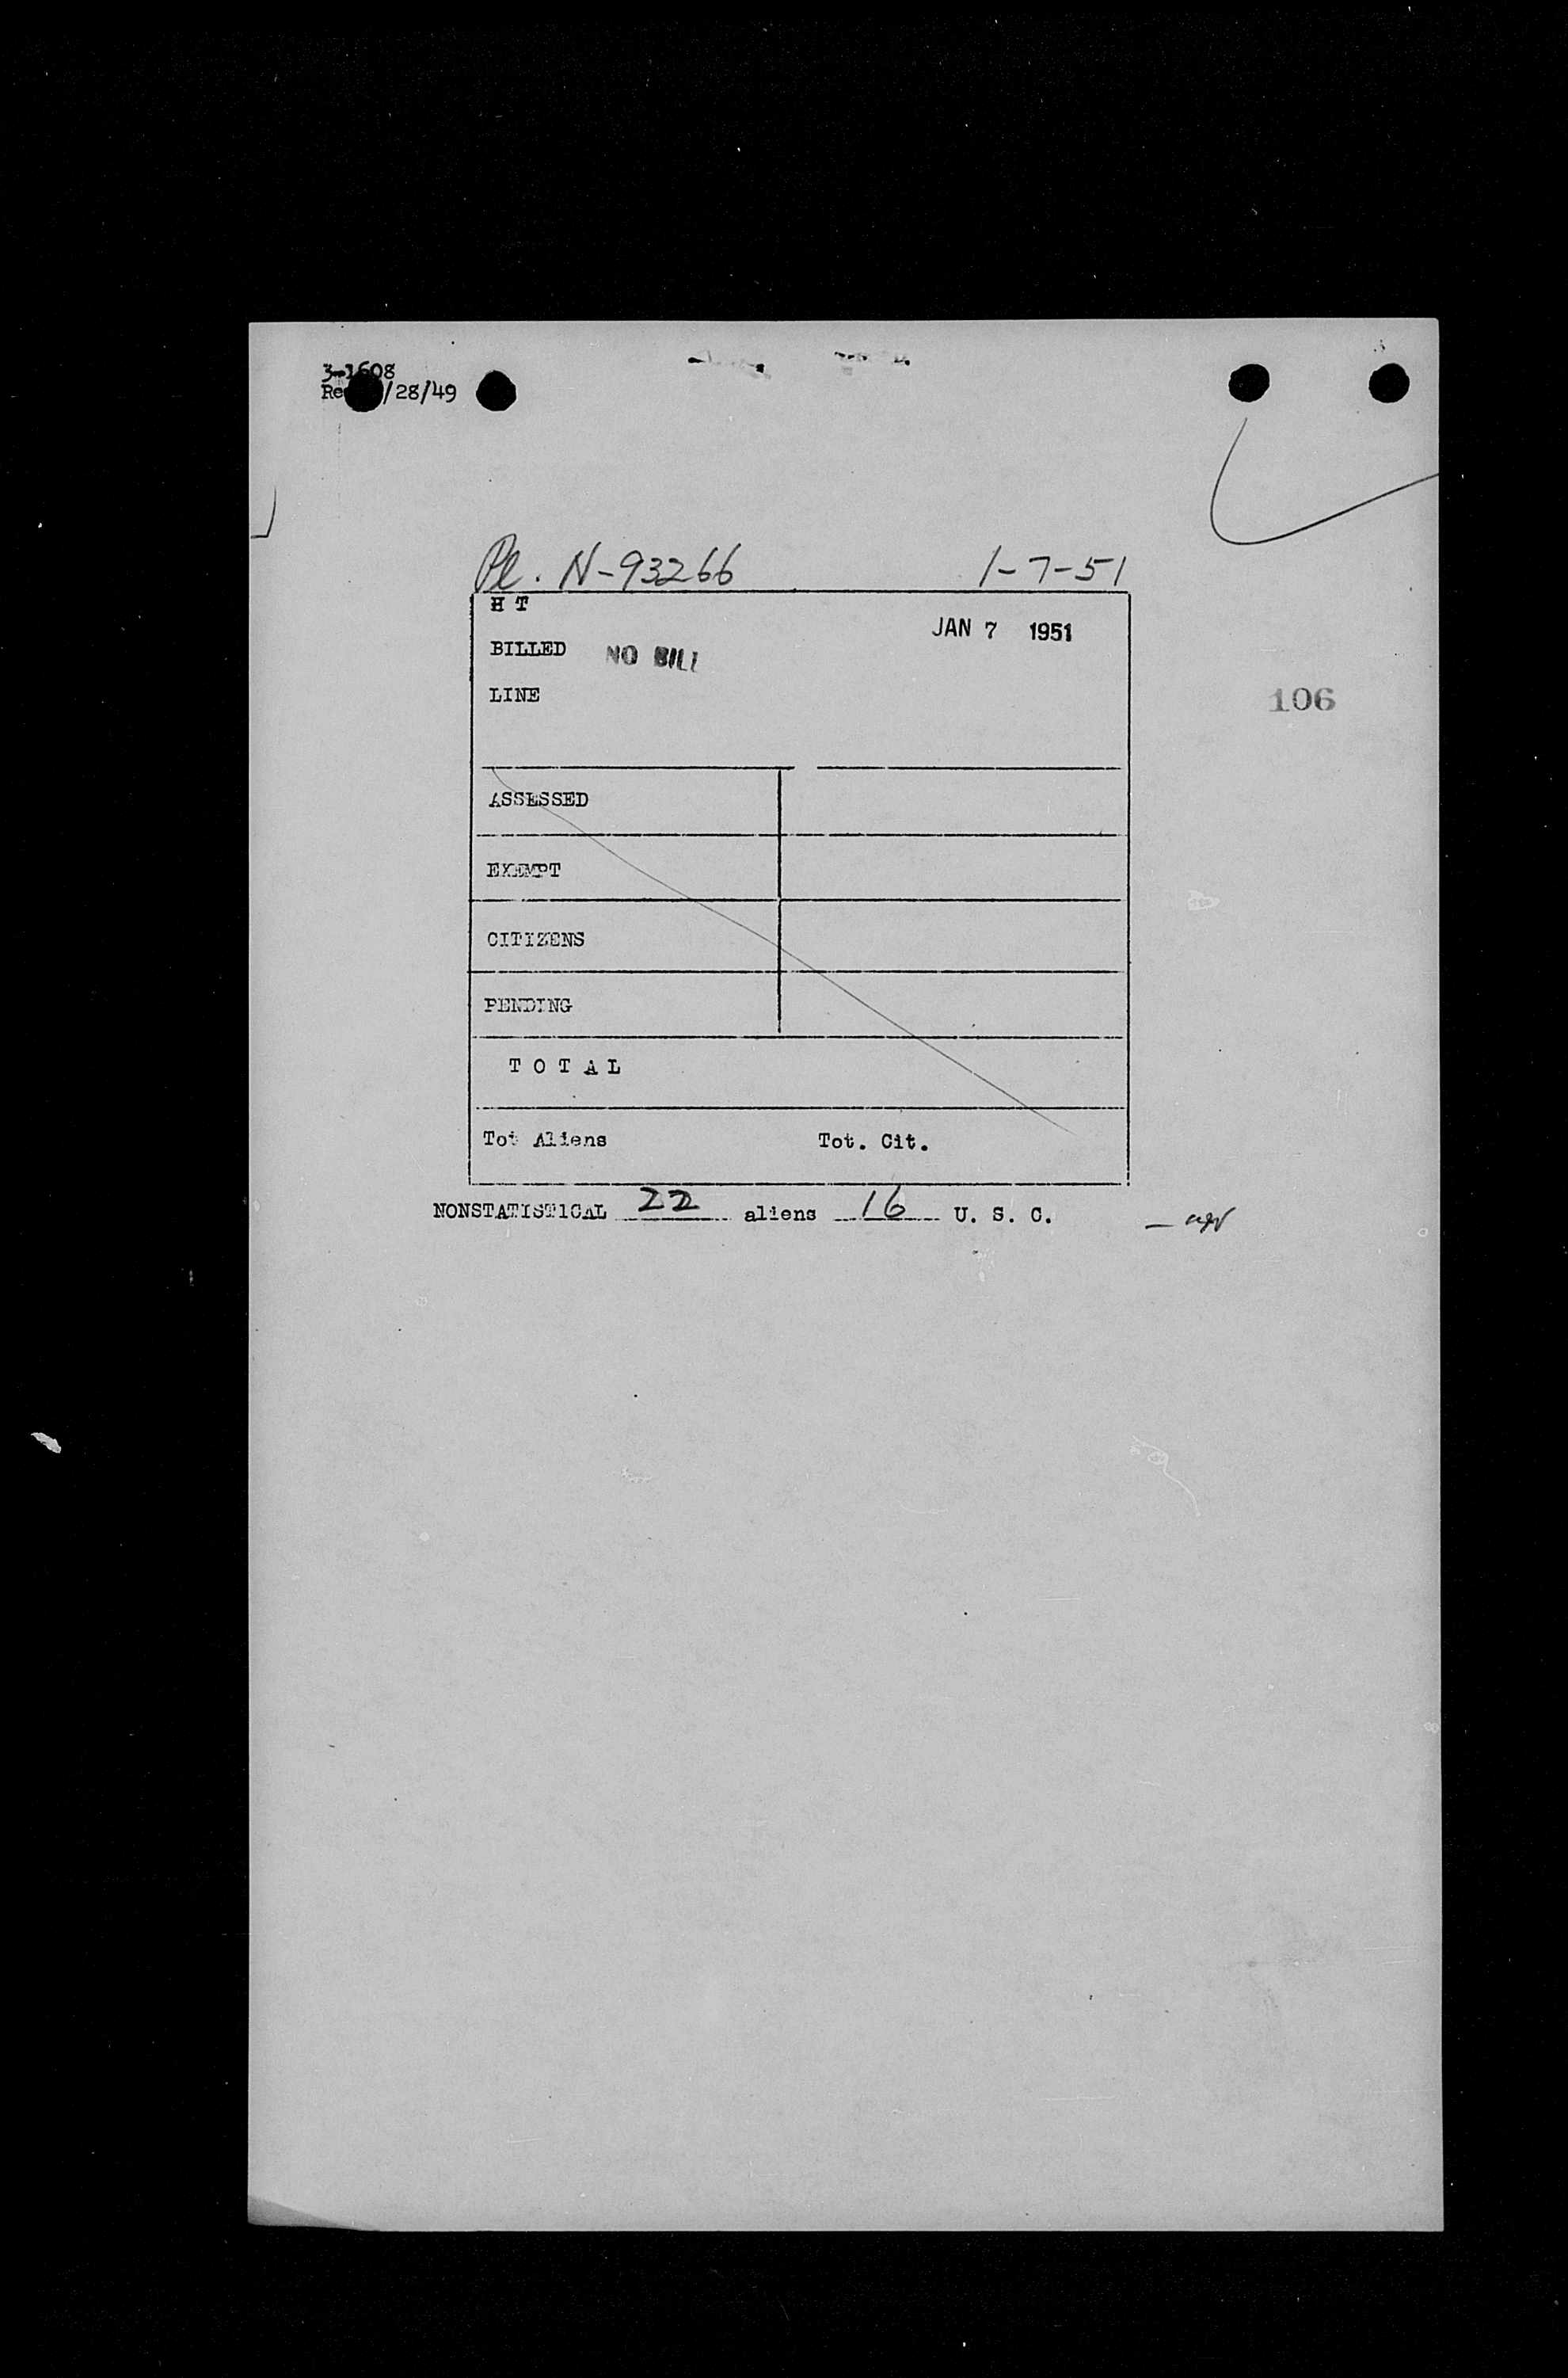 3-1608
Re /28/49
Pl. N-93266 1-7-51
H T
JAN 7 1951
BILLED NO BILL
LINE
106
ASSESSED
EXEMPT
CITIZENS
PENDING
T O T A L
Tot Aliens Tot. Cit.
NONSTATISTICAL 22 aliens 16 U. S. C.